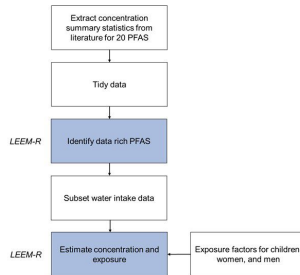 Extract concentration
summary statistics from
literature for 20 PFAS
Tidy data
LEEM-R
Identify data rich PFAS
Subset water intake data
LEEM-R
Estimate concentration and
exposure
Exposure factors for children,
women, and men